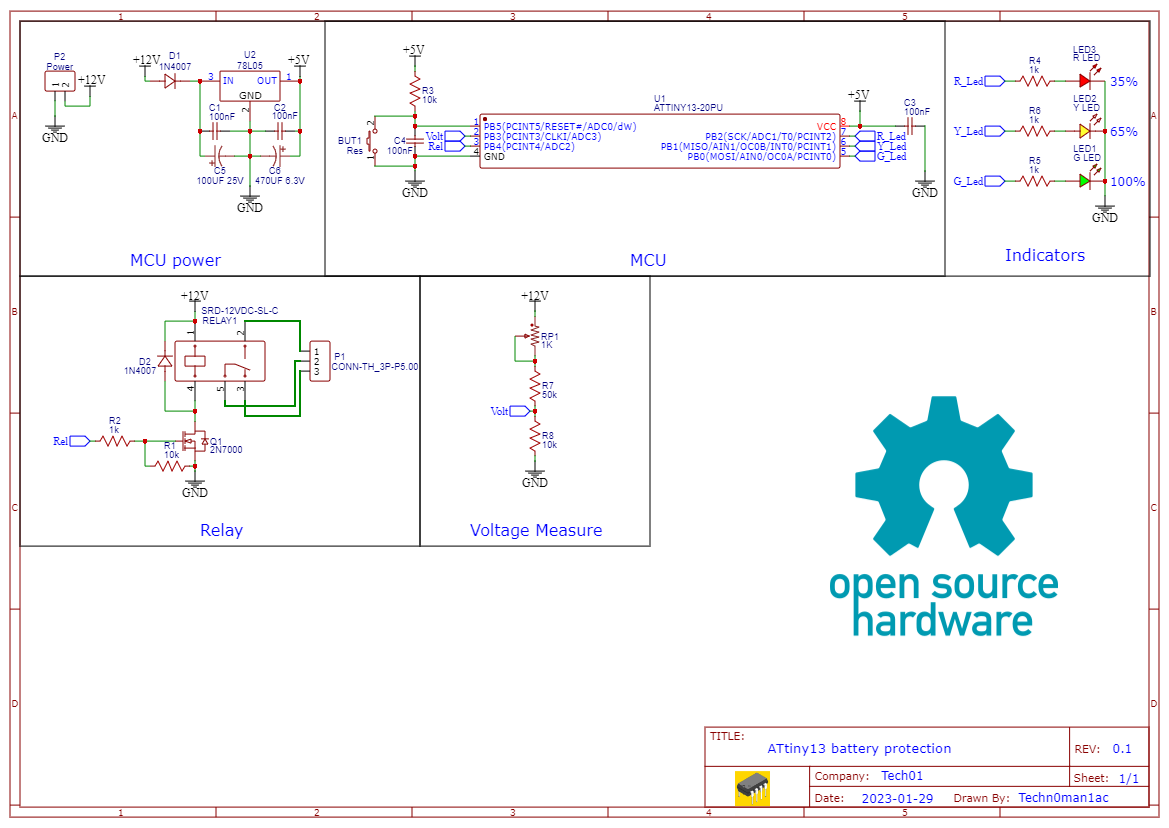 1 2 3 4 5
A
B
C
D
P2
Power
1 2
+12V
GND
+12V
D1
1N4007
U2
78L05
3 IN OUT 1
GND
2
+5V
C1
100nF
C2
100nF
C5
100UF 25V
C6
470UF 6.3V
GND
MCU power
+5V
R3
10k
BUT1
Res
2
1
C4
100nF
GND
Volt
Rel
U1
ATTINY13-20PU
1 PB5(PCINT5/RESET#/ADC0/dW)
2 PB3(PCINT3/CLKI/ADC3)
3 PB4(PCINT4/ADC2)
4 GND
VCC 8
PB2(SCK/ADC1/T0/PCINT2) 7
PB1(MISO/AIN1/OC0B/INT0/PCINT1) 6
PB0(MOSI/AIN0/OC0A/PCINT0) 5
+5V
R_Led
Y_Led
G_Led
C3
100nF
GND
MCU
R_Led
R4
1k
LED3
R LED
35%
Y_Led
R6
1k
LED2
Y LED
65%
G_Led
R5
1k
LED1
G LED
100%
GND
Indicators
+12V
SRD-12VDC-SL-C
RELAY1
1
2
4
5
3
D2
1N4007
1
2
3
P1
CONN-TH_3P-P5.00
Rel
R2
1k
R1
10k
Q1
2N7000
GND
Relay
+12V
RP1
1K
R7
50k
Volt
R8
10k
GND
Voltage Measure
open source
hardware
TITLE:
ATtiny13 battery protection
REV: 0.1
Company: Tech01
Sheet: 1/1
Date: 2023-01-29 Drawn By: Techn0man1ac
A
B
C
D
1 2 3 4 5